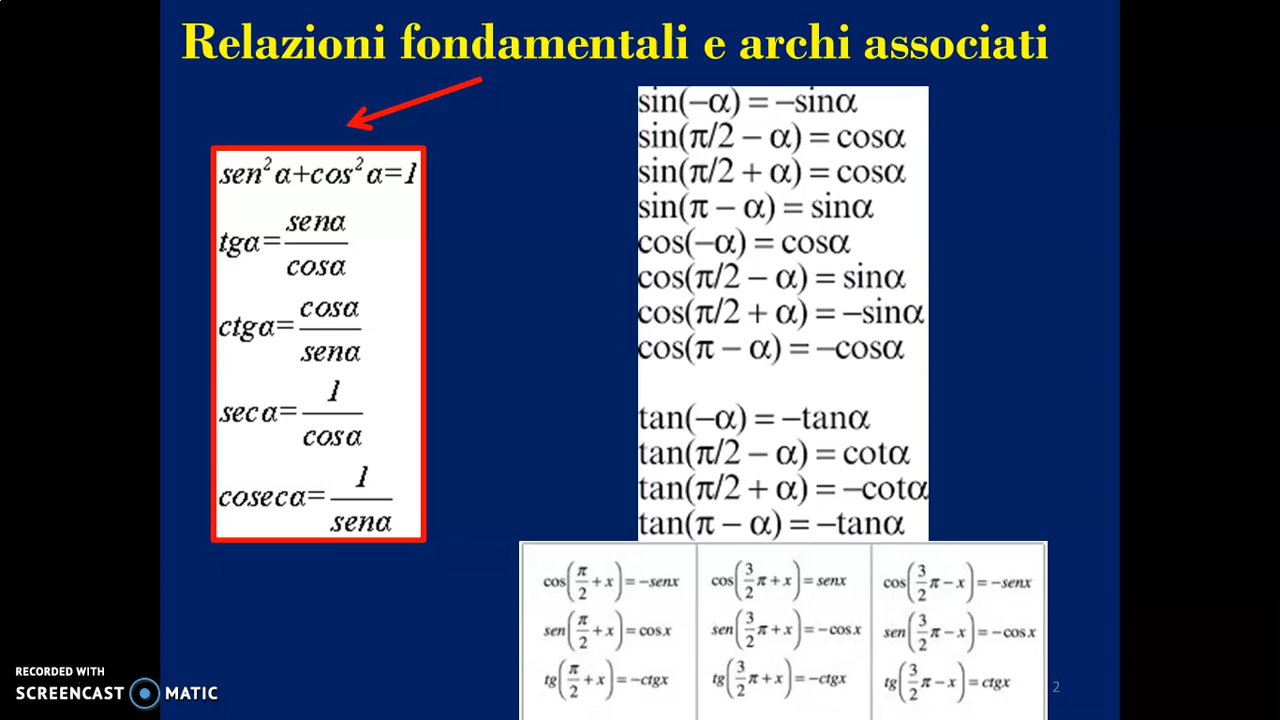 Relazioni fondamentali e archi associati
sen²α+cos²α=1
tgα=senα/cosα
ctgα=cosα/senα
secα=1/cosα
cosecα=1/senα
sin(−α) = −sinα
sin(π/2 − α) = cosα
sin(π/2 + α) = cosα
sin(π − α) = sinα
cos(−α) = cosα
cos(π/2 − α) = sinα
cos(π/2 + α) = −sinα
cos(π − α) = −cosα
tan(−α) = −tanα
tan(π/2 − α) = cotα
tan(π/2 + α) = −cotα
tan(π − α) = −tanα
cos(π/2 + x) = −senx
sen(π/2 + x) = cosx
tg(π/2 + x) = −ctgx
cos(3/2 π + x) = senx
sen(3/2 π + x) = −cosx
tg(3/2 π + x) = −ctgx
cos(3/2 π − x) = −senx
sen(3/2 π − x) = −cosx
tg(3/2 π − x) = ctgx
2
RECORDED WITH
SCREENCAST MATIC